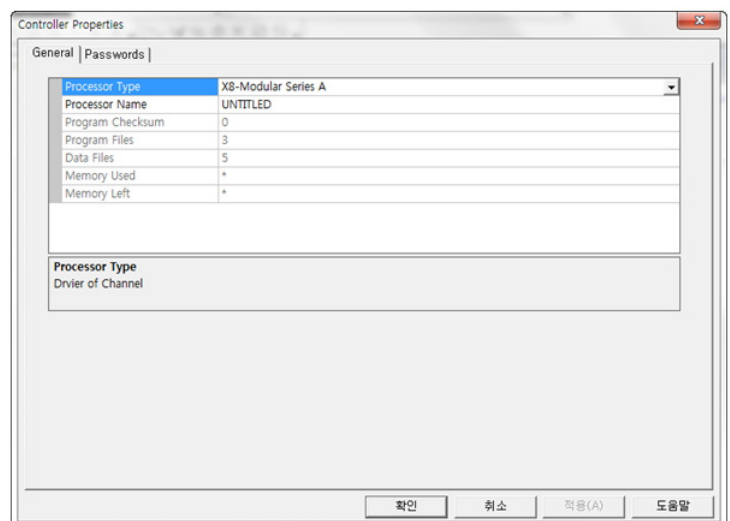 Controller Properties
General Passwords
Processor Type X8-Modular Series A
Processor Name UNTITLED
Program Checksum 0
Program Files 3
Data Files 5
Memory Used *
Memory Left *
Processor Type
Drvier of Channel
확인 취소 적용(A) 도움말